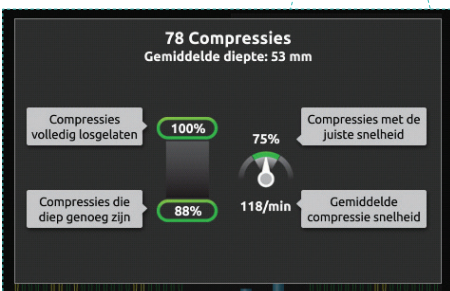 78 Compressies
Gemiddelde diepte: 53 mm
Compressies
volledig losgelaten
100%
75%
Compressies met de
juiste snelheid
Compressies die
diep genoeg zijn
88%
118/min
Gemiddelde
compressie snelheid